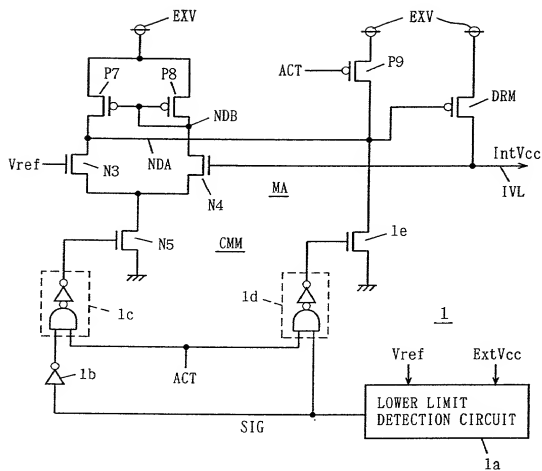 EXV
EXV
P7
P8
P9
ACT
DRM
NDB
Vref
N3
NDA
N4
IntVcc
MA
IVL
N5
CMM
1e
1c
1d
1
1b
ACT
Vref
ExtVcc
SIG
LOWER LIMIT
DETECTION CIRCUIT
1a